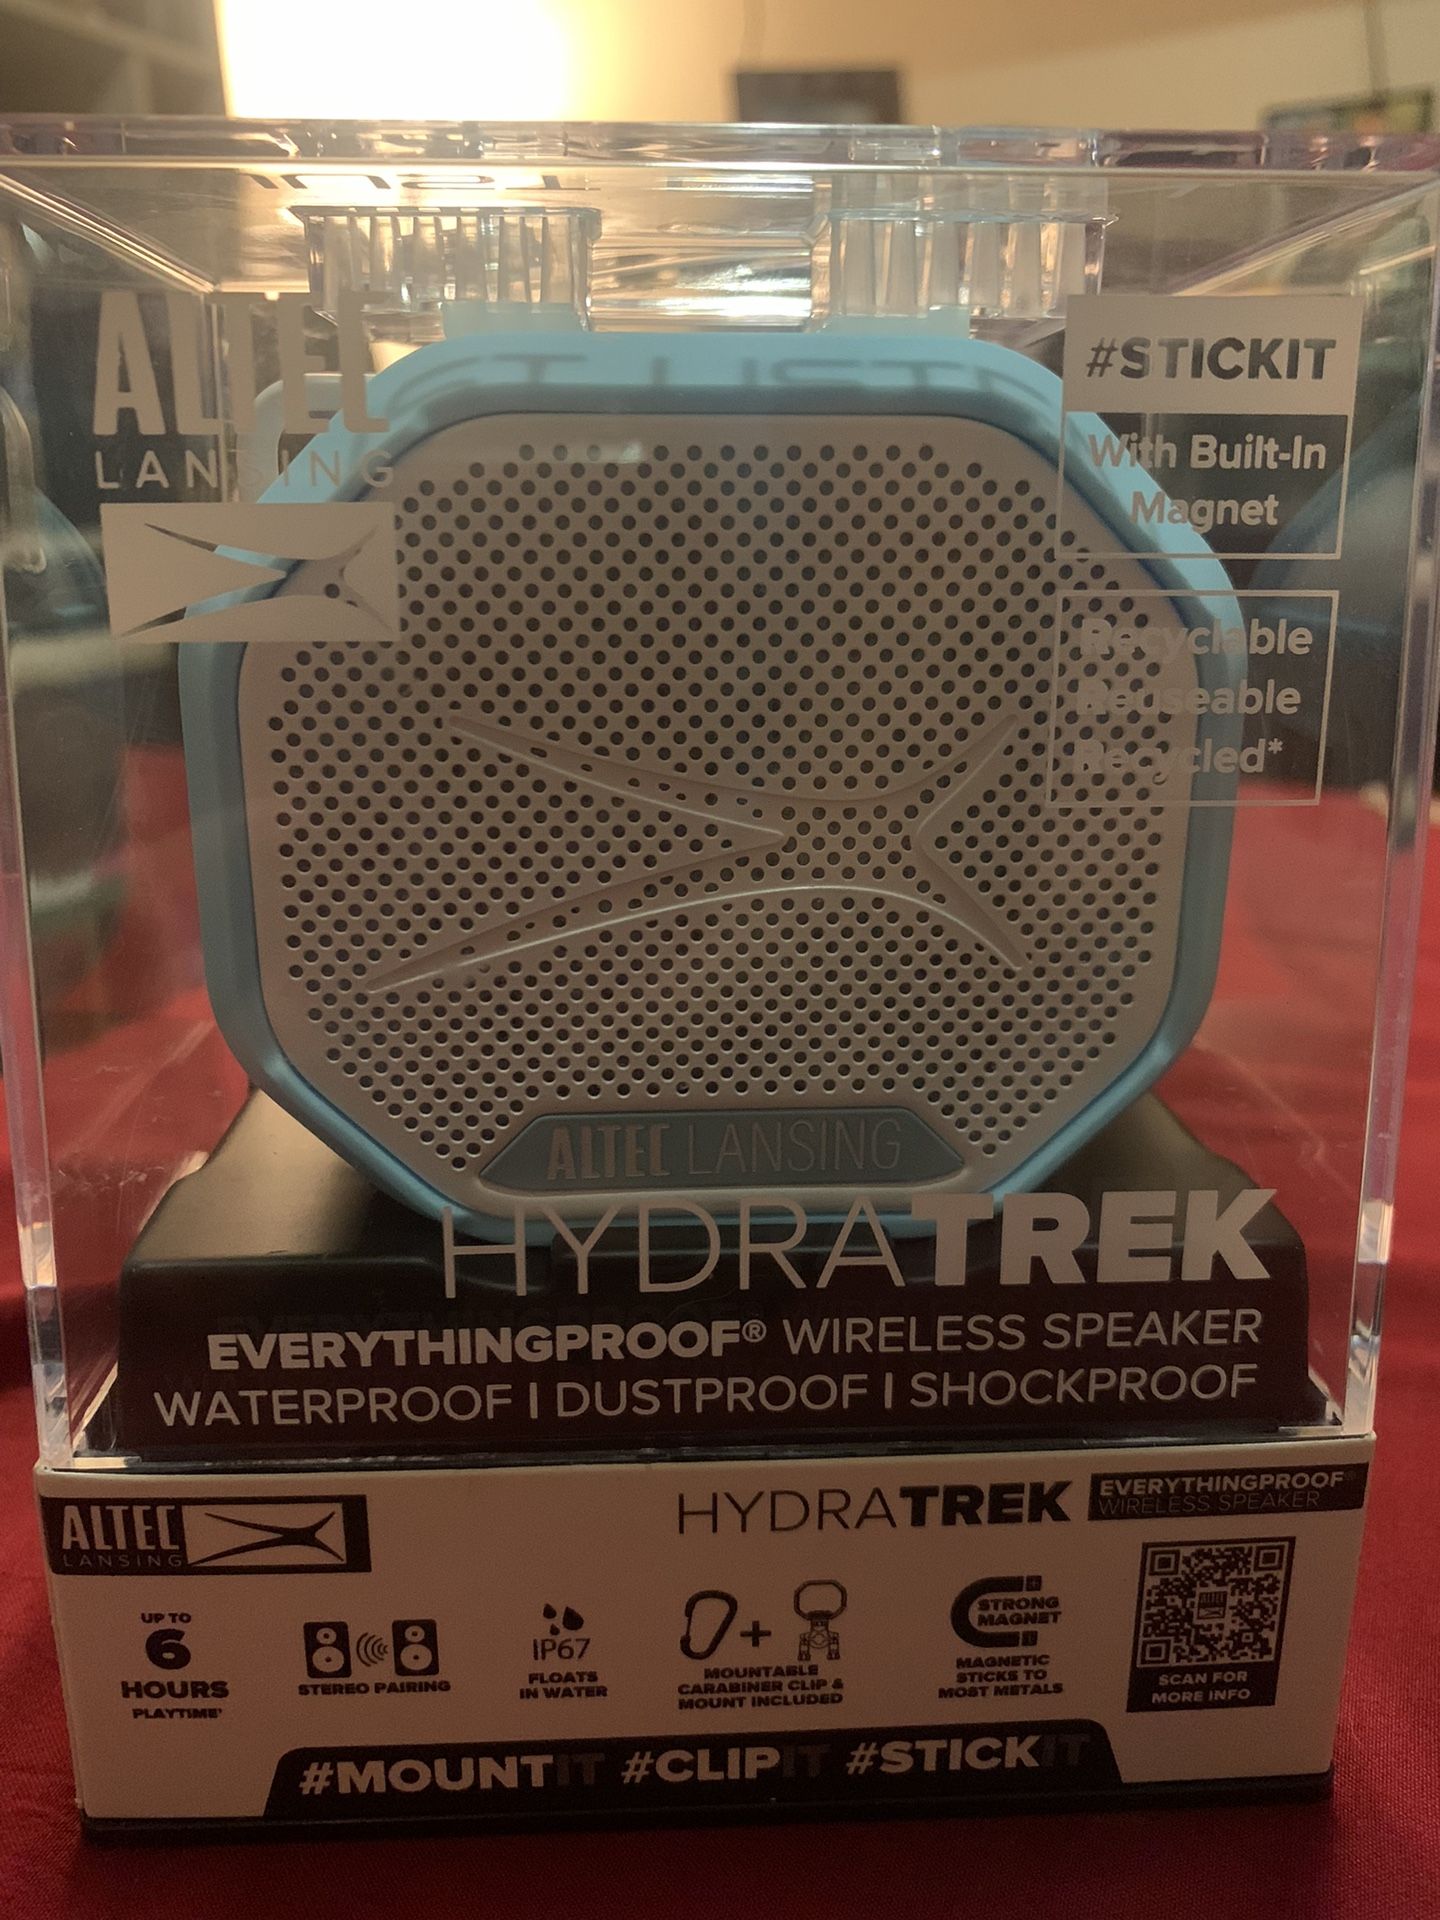 ALTEC
LANSING
#STICKIT
With Built-In
Magnet
Recyclable
Reuseable
Recycled*
ALTEC LANSING
HYDRATREK
EVERYTHINGPROOF® WIRELESS SPEAKER
WATERPROOF | DUSTPROOF | SHOCKPROOF
ALTEC
LANSING
HYDRATREK
EVERYTHINGPROOF®
WIRELESS SPEAKER
UP TO
6
HOURS
PLAYTIME'
STEREO PAIRING
IP67
FLOATS
IN WATER
+
MOUNTABLE
CARABINER CLIP &
MOUNT INCLUDED
STRONG
MAGNET
MAGNETIC
STICKS TO
MOST METALS
SCAN FOR
MORE INFO
#MOUNTIT #CLIPIT #STICKIT